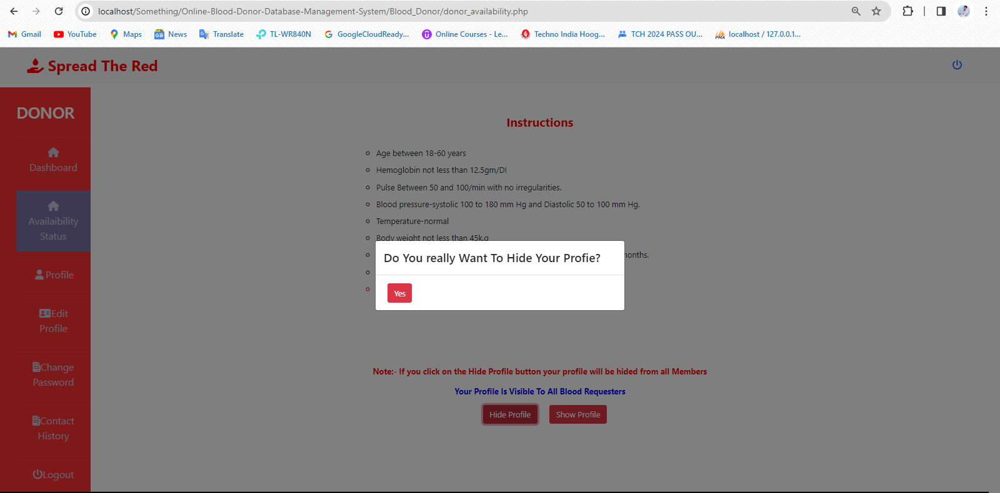 localhost/Something/Online-Blood-Donor-Database-Management-System/Blood_Donor/donor_availability.php
Gmail YouTube Maps News Translate TL-WR840N GoogleCloudReady... Online Courses - Le... Techno India Hoog... TCH 2024 PASS OU... localhost / 127.0.0.1...
Spread The Red
DONOR
Dashboard
Availaibility
Status
Profile
Edit
Profile
Change
Password
Contact
History
Logout
Instructions
Age between 18-60 years
Hemoglobin not less than 12.5gm/Dl
Pulse Between 50 and 100/min with no irregularities.
Blood pressure-systolic 100 to 180 mm Hg and Diastolic 50 to 100 mm Hg.
Temperature-normal
Body weight not less than 45k.g
months.
Do You really Want To Hide Your Profie?
Yes
Note:- If you click on the Hide Profile button your profile will be hided from all Members
Your Profile Is Visible To All Blood Requesters
Hide Profile Show Profile